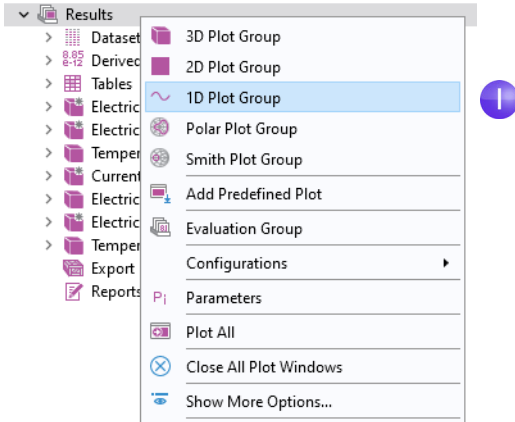 Results
Dataset
8.85
e-12
Derived
Tables
Electric
Electric
Temper
Current
Electric
Electric
Temper
Export
Reports
3D Plot Group
2D Plot Group
1D Plot Group
Polar Plot Group
Smith Plot Group
Add Predefined Plot
Evaluation Group
Configurations
Pi Parameters
Plot All
Close All Plot Windows
Show More Options...
1